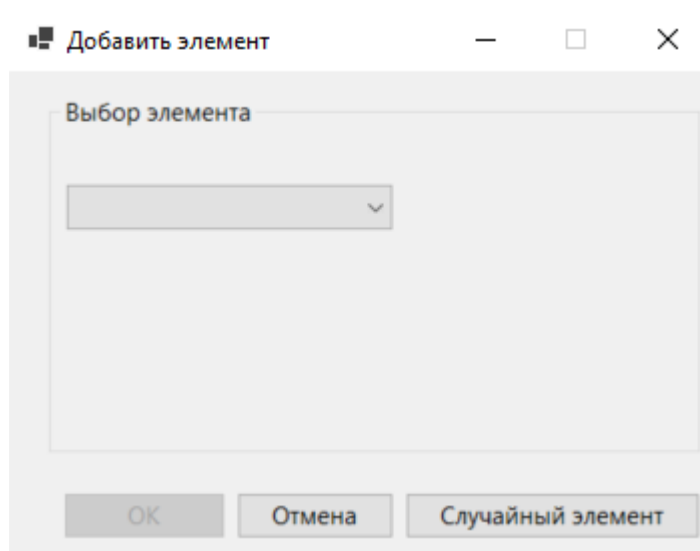 Добавить элемент
Выбор элемента
OK
Отмена
Случайный элемент